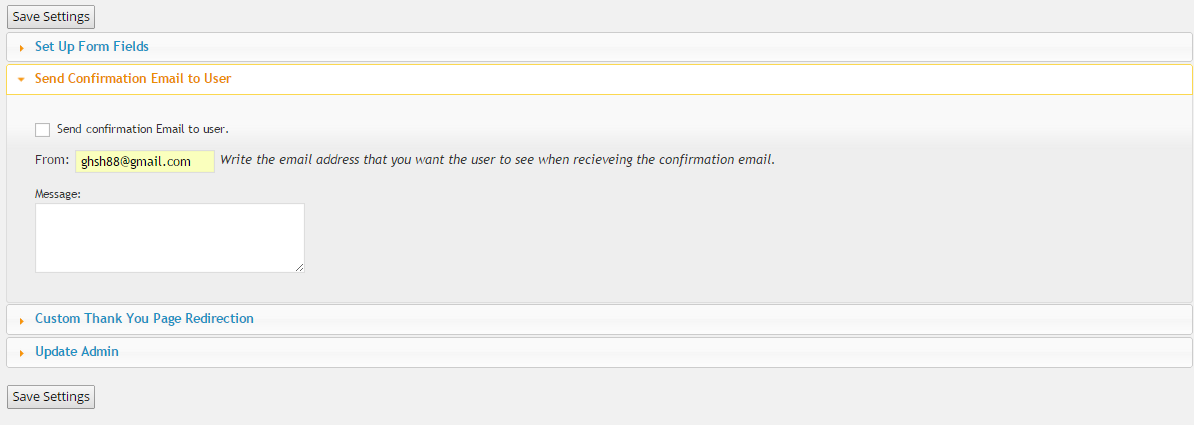 Save Settings
Set Up Form Fields
Send Confirmation Email to User
Send confirmation Email to user.
From: ghsh88@gmail.com Write the email address that you want the user to see when recieveing the confirmation email.
Message:
Custom Thank You Page Redirection
Update Admin
Save Settings